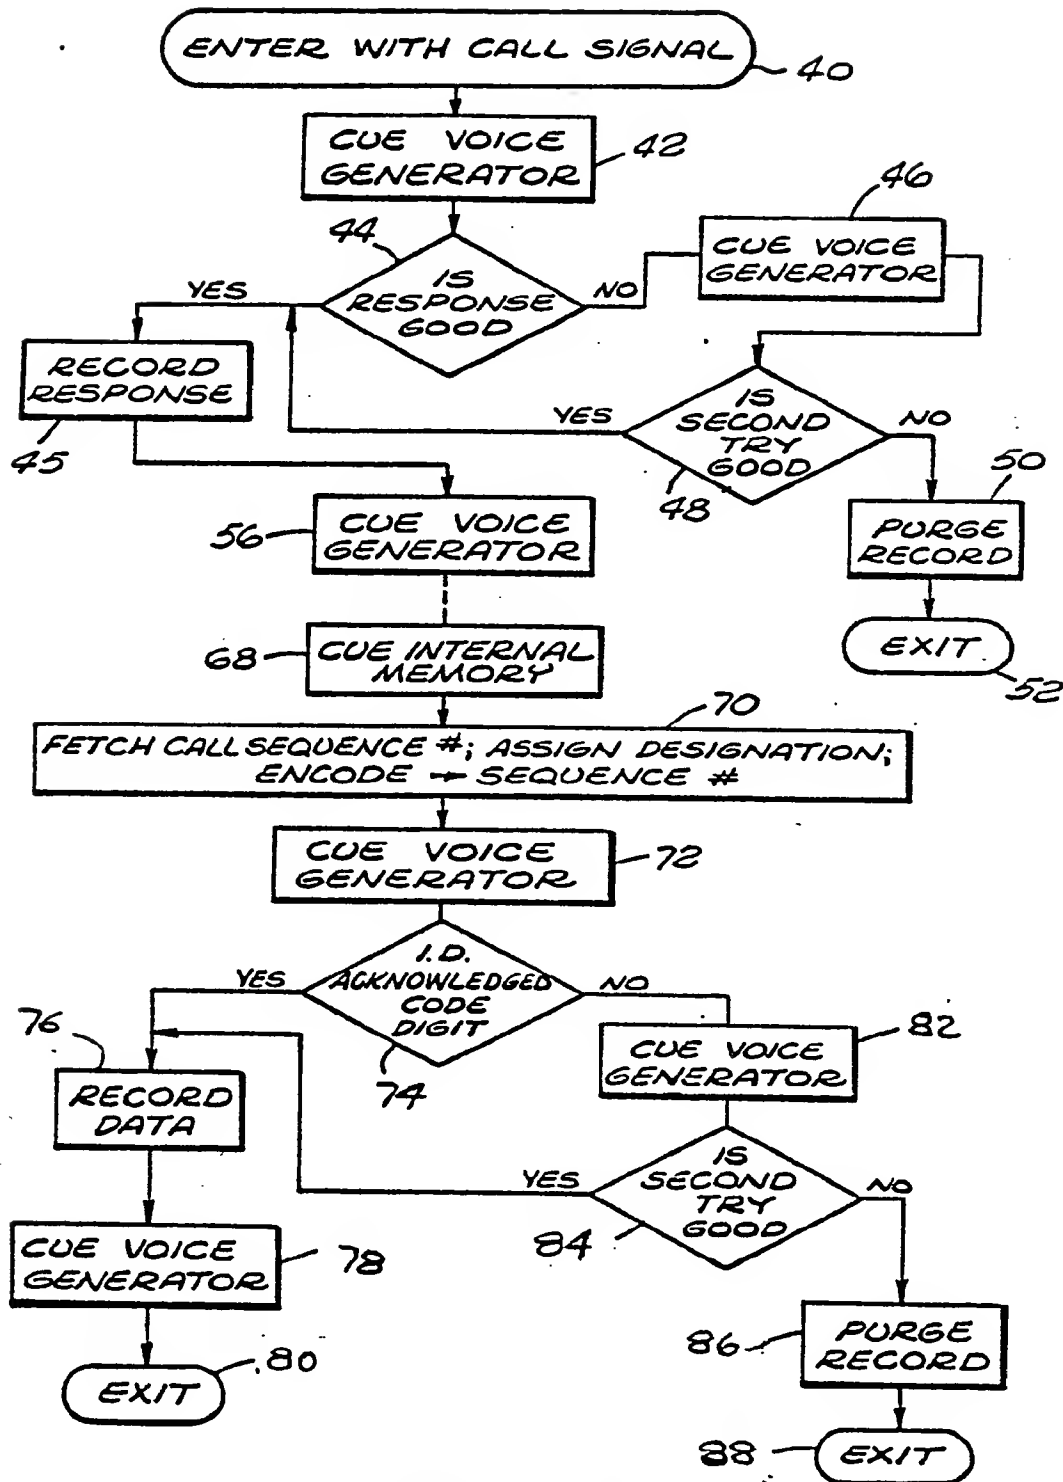 ENTER WITH CALL SIGNAL
40
CUE VOICE
GENERATOR
42
44
IS
RESPONSE
GOOD
YES
NO
46
CUE VOICE
GENERATOR
RECORD
RESPONSE
45
IS
SECOND
TRY
GOOD
YES
NO
48
50
PURGE
RECORD
EXIT
52
56
CUE VOICE
GENERATOR
68
CUE INTERNAL
MEMORY
70
FETCH CALL SEQUENCE #; ASSIGN DESIGNATION;
ENCODE → SEQUENCE #
CUE VOICE
GENERATOR
72
I.D.
ACKNOWLEDGED
CODE
DIGIT
YES
NO
74
76
RECORD
DATA
82
CUE VOICE
GENERATOR
IS
SECOND
TRY
GOOD
YES
NO
84
CUE VOICE
GENERATOR
78
EXIT
80
86
PURGE
RECORD
88
EXIT